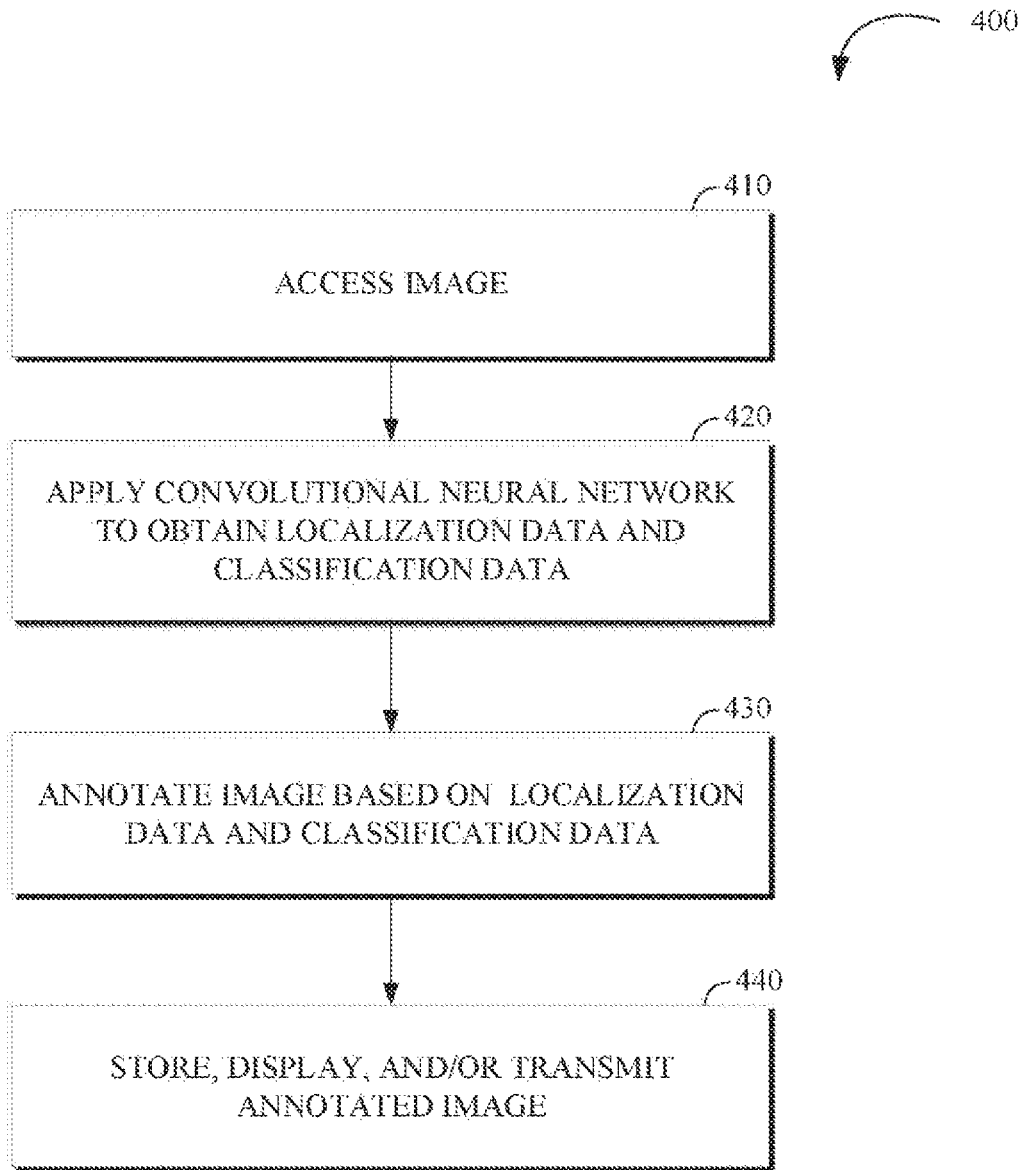 400
410
ACCESS IMAGE
420
APPLY CONVOLUTIONAL NEURAL NETWORK
TO OBTAIN LOCALIZATION DATA AND
CLASSIFICATION DATA
430
ANNOTATE IMAGE BASED ON LOCALIZATION
DATA AND CLASSIFICATION DATA
440
STORE, DISPLAY, AND/OR TRANSMIT
ANNOTATED IMAGE